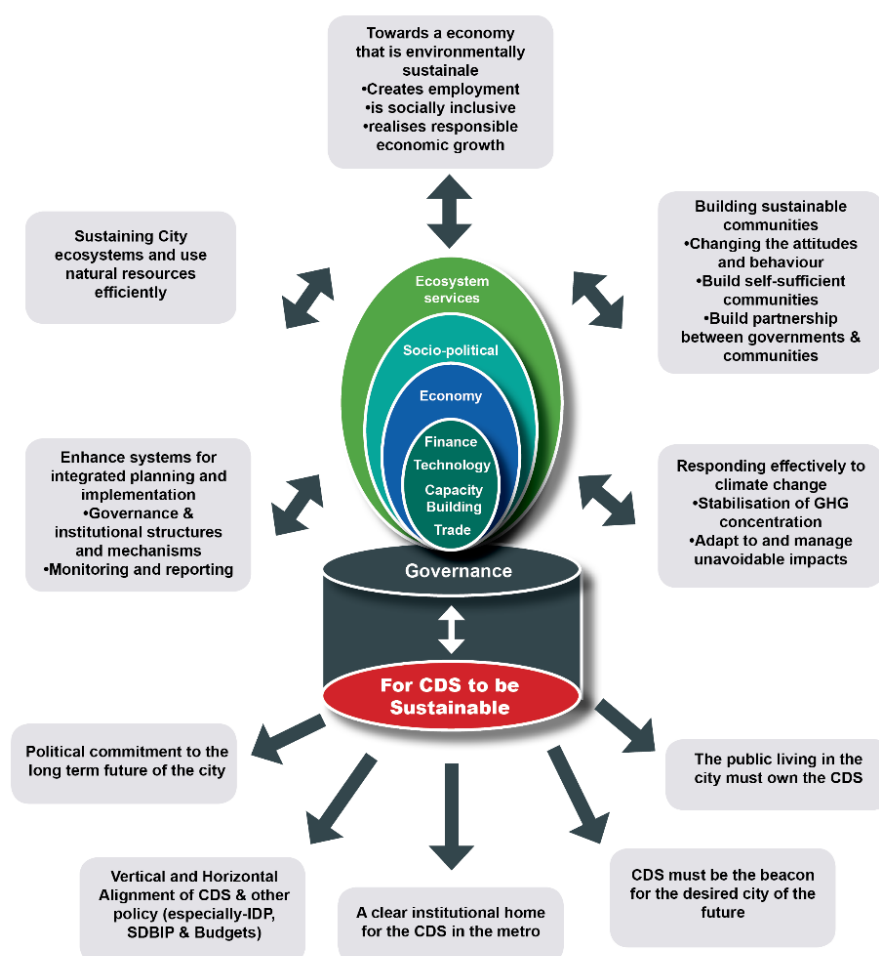 Towards a economy
that is environmentally
sustainale
•Creates employment
•is socially inclusive
•realises responsible
economic growth
Sustaining City
ecosystems and use
natural resources
efficiently
Building sustainable
communities
•Changing the attitudes
and behaviour
•Build self-sufficient
communities
•Build partnership
between governments &
communities
Ecosystem
services
Socio-political
Economy
Finance
Technology
Capacity
Building
Trade
Enhance systems for
integrated planning and
implementation
•Governance &
institutional structures
and mechanisms
•Monitoring and reporting
Responding effectively to
climate change
•Stabilisation of GHG
concentration
•Adapt to and manage
unavoidable impacts
Governance
For CDS to be
Sustainable
Political commitment to the
long term future of the city
The public living in the
city must own the CDS
Vertical and Horizontal
Alignment of CDS & other
policy (especially-IDP,
SDBIP & Budgets)
A clear institutional home
for the CDS in the metro
CDS must be the beacon
for the desired city of the
future